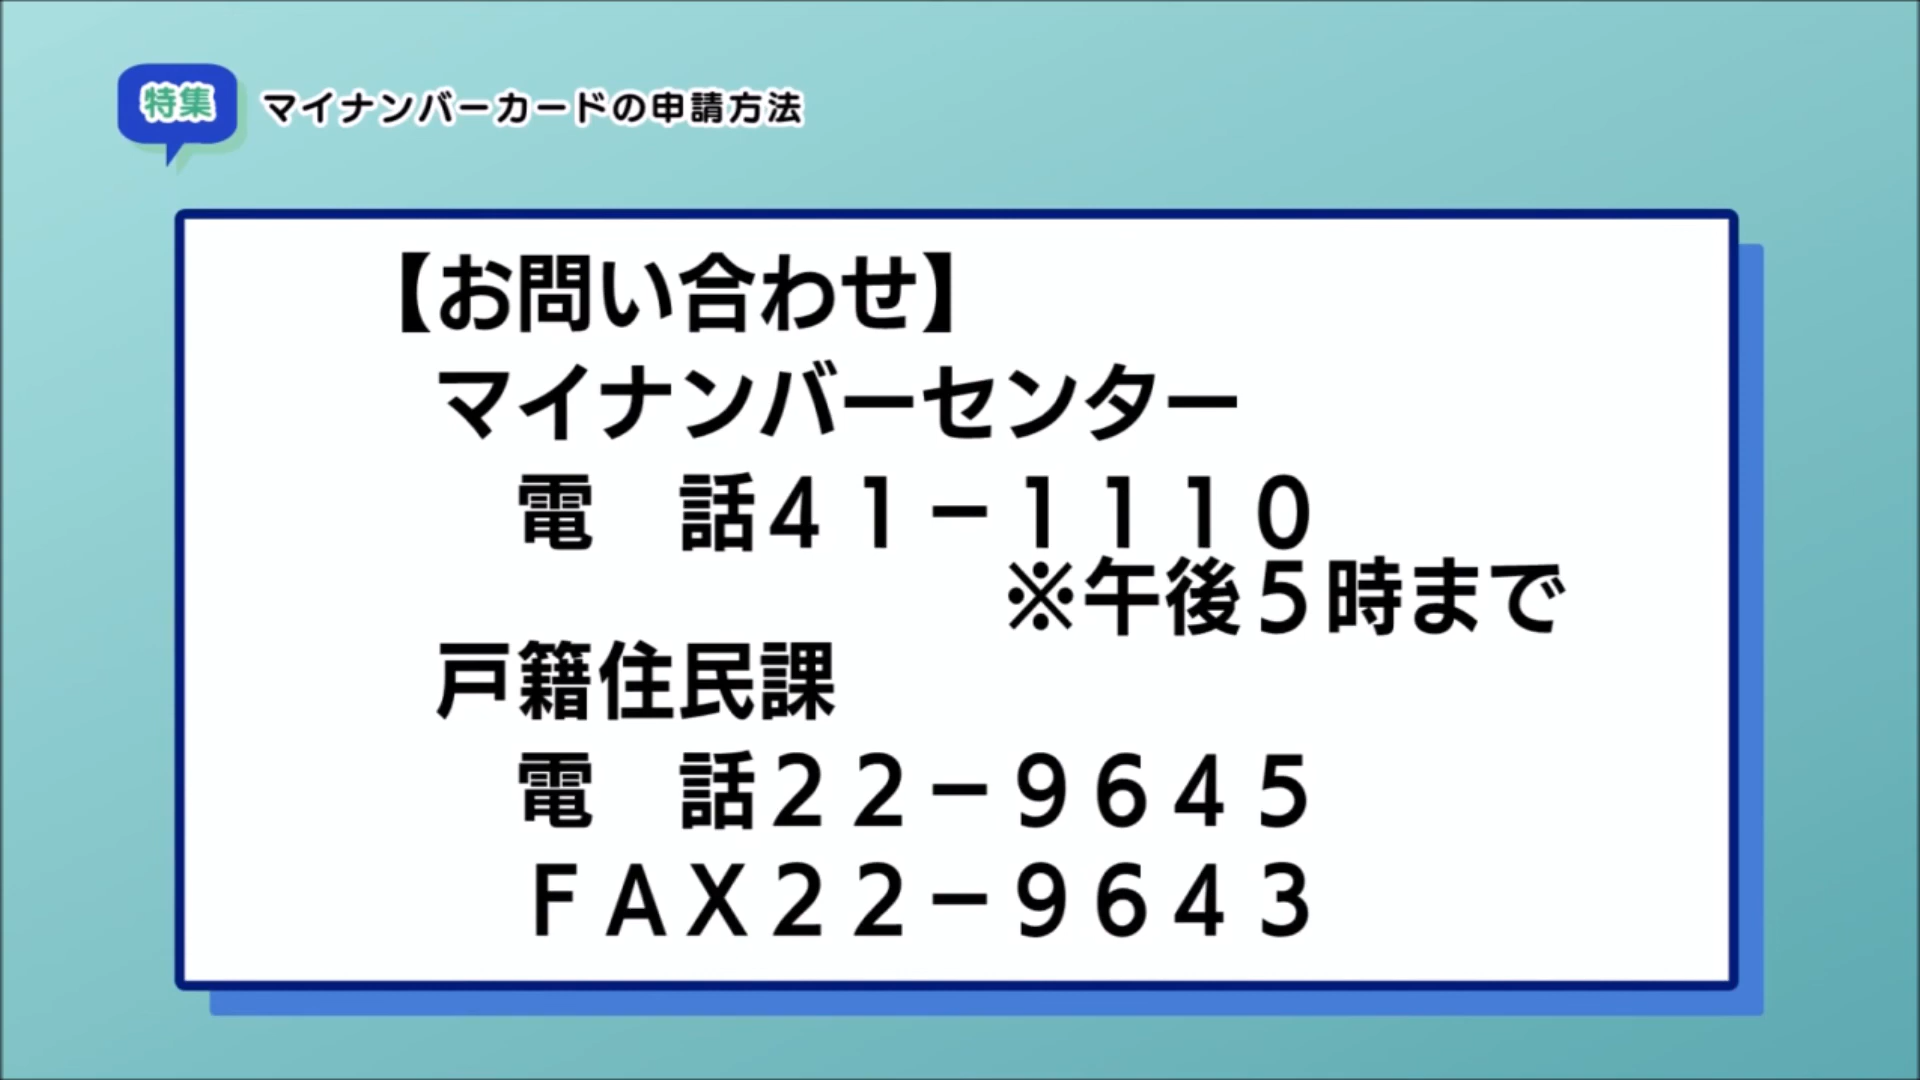 特集 マイナンバーカードの申請方法
【お問い合わせ】
マイナンバーセンター
電　話４１－１１１０
※午後５時まで
戸籍住民課
電　話２２－９６４５
ＦＡＸ２２－９６４３